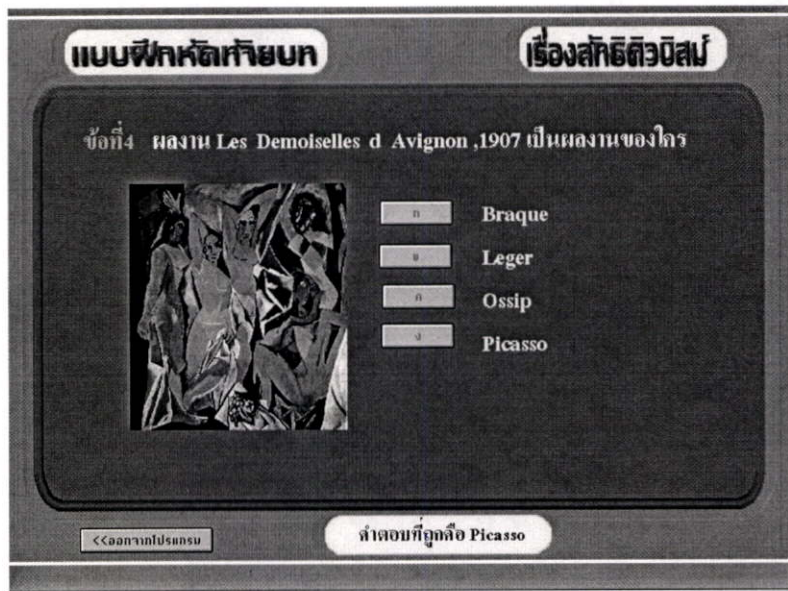 แบบฝึกหัดท้ายบท
เรื่องลัทธิคิวบิสม์
ข้อที่4 ผลงาน Les Demoiselles d Avignon ,1907 เป็นผลงานของใคร
ก Braque
ข Leger
ค Ossip
ง Picasso
<<ออกจากโปรแกรม
คำตอบที่ถูกคือ Picasso